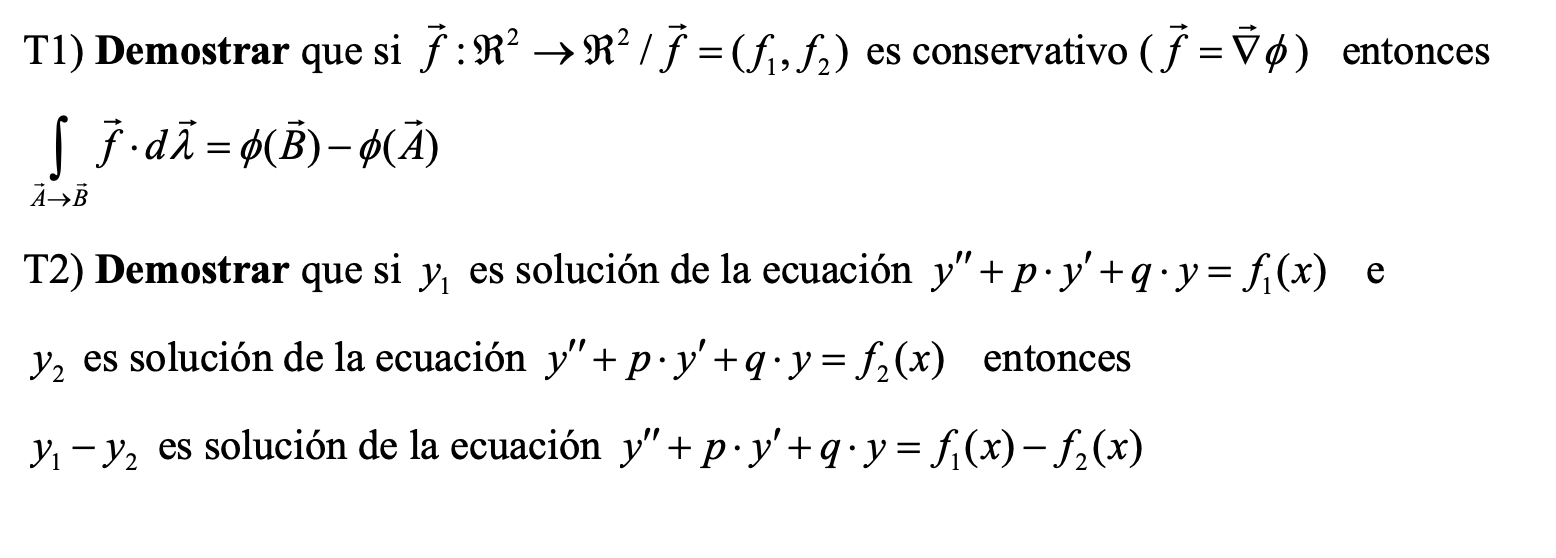 T1) Demostrar que si f⃗ : ℜ² → ℜ² / f⃗ = (f₁, f₂) es conservativo ( f⃗ = ∇⃗ϕ ) entonces
∫ f⃗ · dλ⃗ = ϕ(B⃗) − ϕ(A⃗)
A⃗→B⃗
T2) Demostrar que si y₁ es solución de la ecuación y″ + p · y′ + q · y = f₁(x) e
y₂ es solución de la ecuación y″ + p · y′ + q · y = f₂(x) entonces
y₁ − y₂ es solución de la ecuación y″ + p · y′ + q · y = f₁(x) − f₂(x)